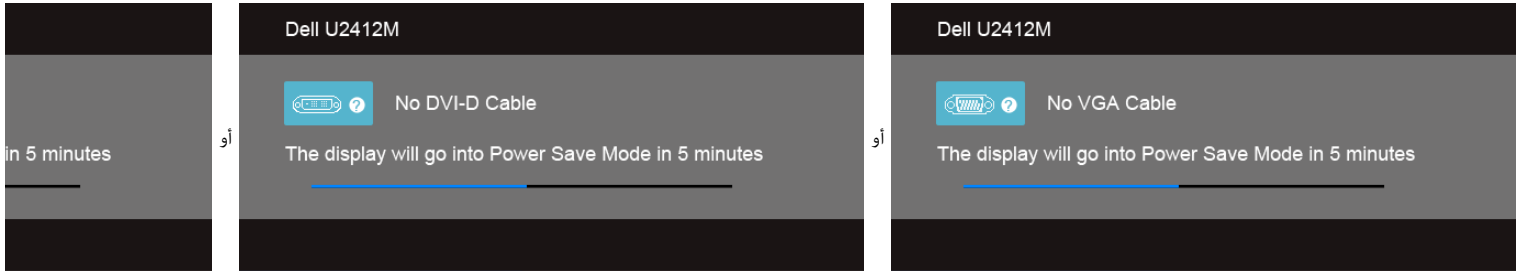 Dell U2412M
No VGA Cable
The display will go into Power Save Mode in 5 minutes
أو
Dell U2412M
No DVI-D Cable
The display will go into Power Save Mode in 5 minutes
أو
in 5 minutes